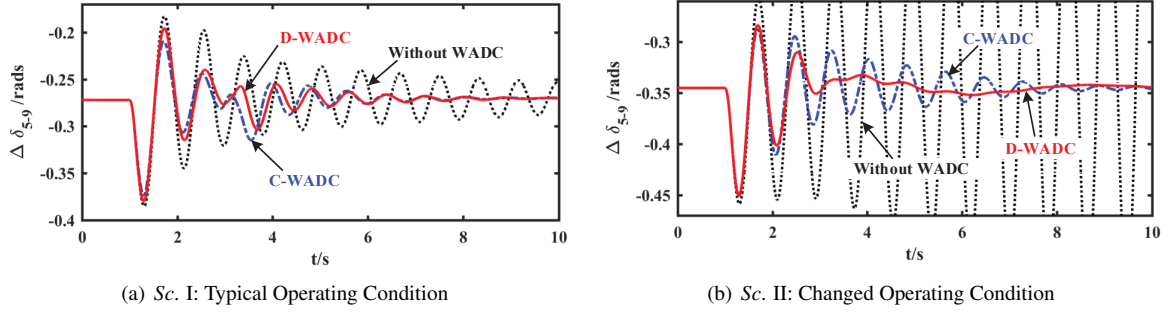 -0.2
-0.25
-0.3
-0.35
-0.4
Δ δ5-9 /rads
D-WADC
Without WADC
C-WADC
0 2 4 6 8 10
t/s
(a) Sc. I: Typical Operating Condition
-0.3
-0.35
-0.4
-0.45
Δ δ5-9 /rads
C-WADC
Without WADC
D-WADC
0 2 4 6 8 10
t/s
(b) Sc. II: Changed Operating Condition